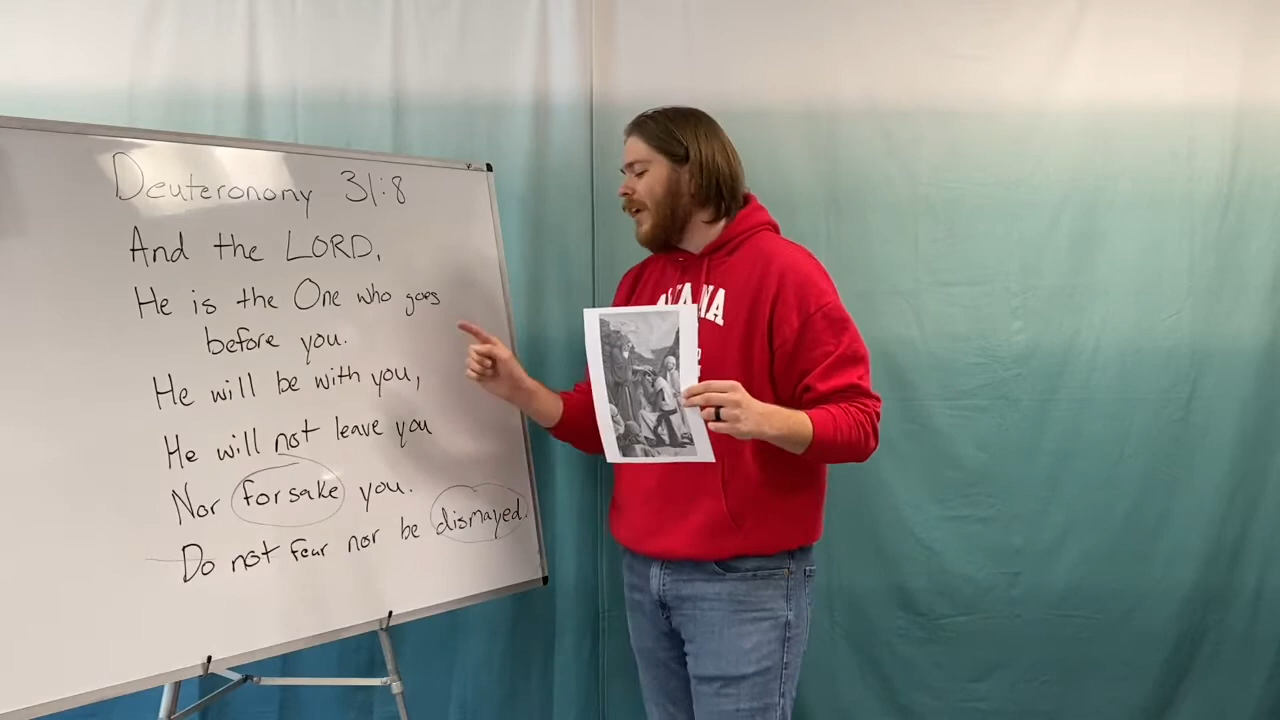 Deuteronomy 31:8
And the LORD,
He is the One who goes
before you.
He will be with you,
He will not leave you
Nor forsake you.
Do not fear nor be dismayed.